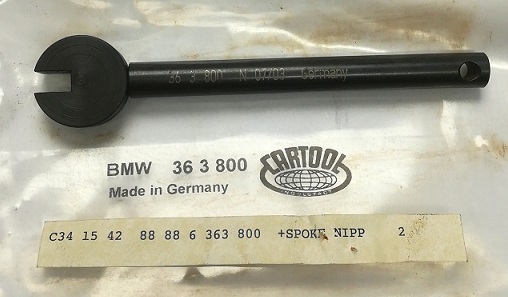 36 3 800 N 07/03 Germany
BMW 36 3 800
Made in Germany
CARTOOL
C34 15 42 88 88 6 363 800 +SPOKE NIPP 2